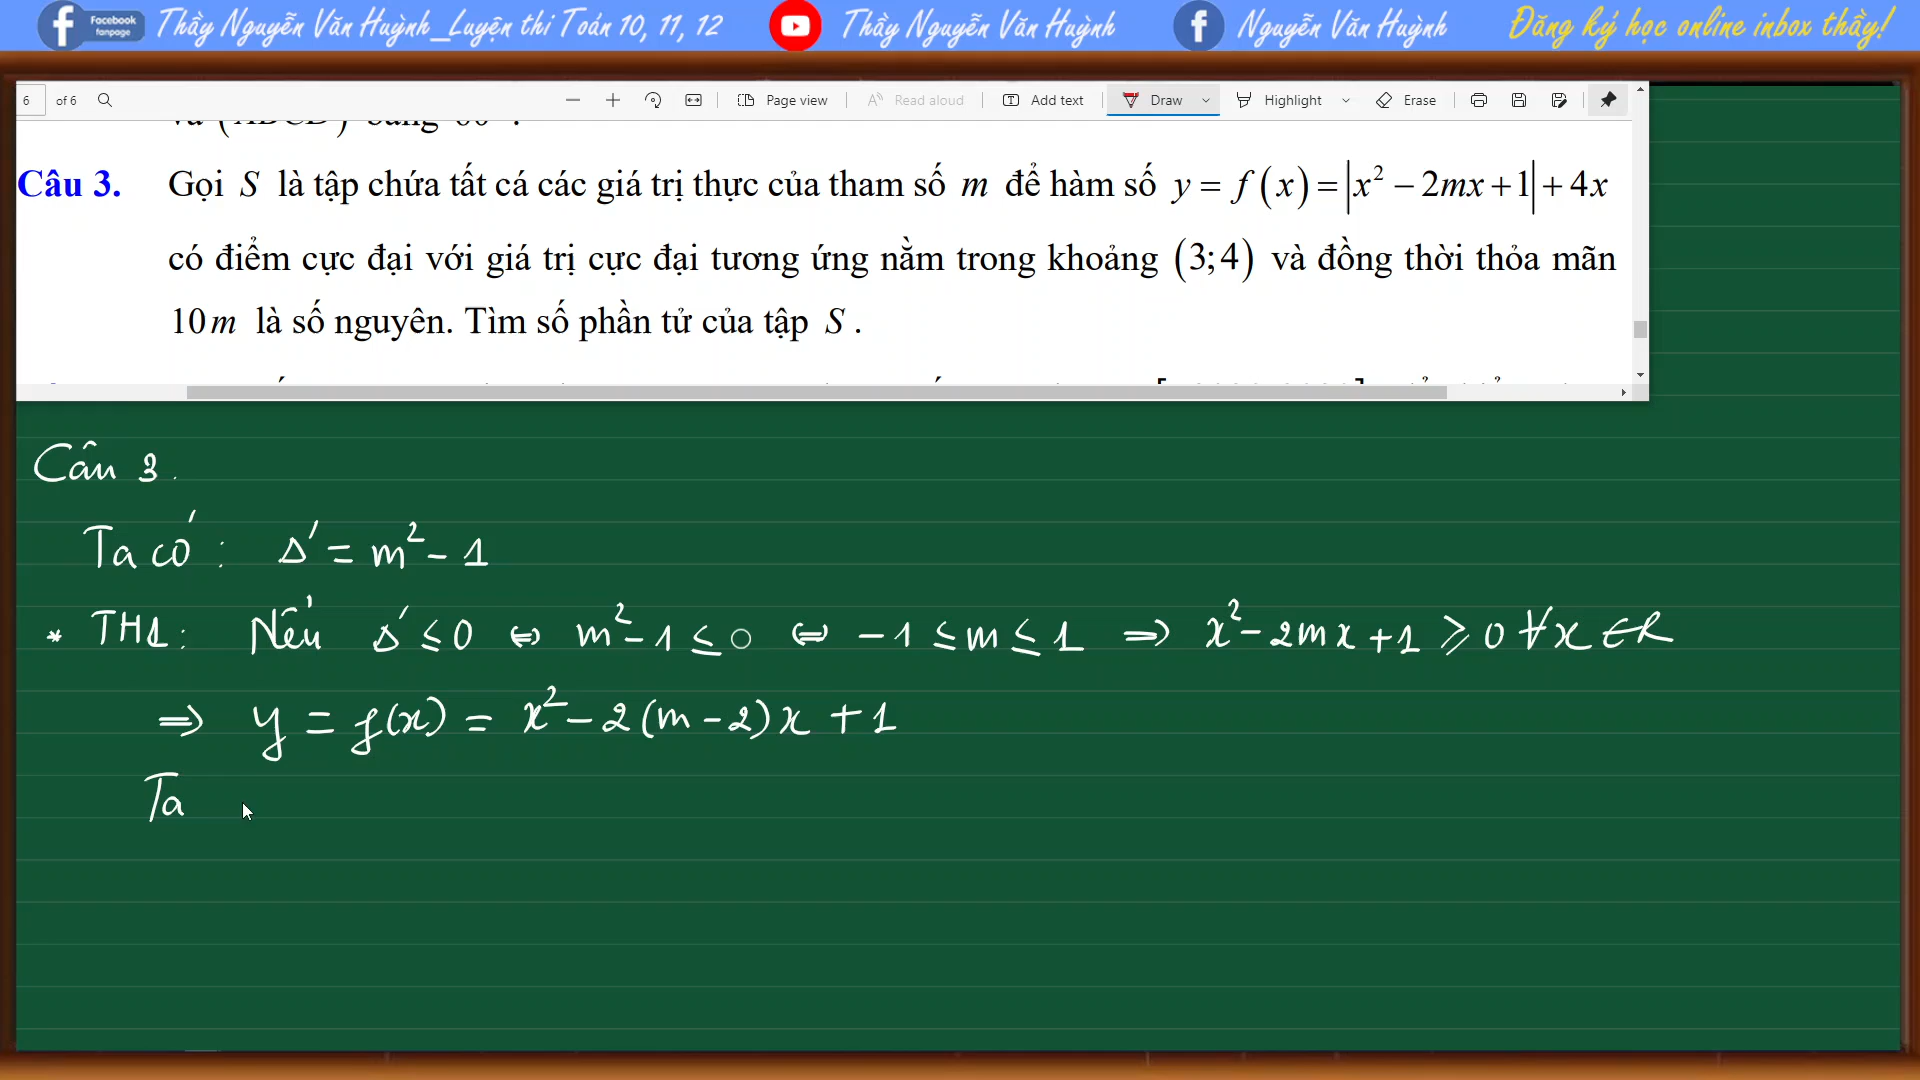 Facebook fanpage Thầy Nguyễn Văn Huỳnh_Luyện thi Toán 10, 11, 12 Thầy Nguyễn Văn Huỳnh Nguyễn Văn Huỳnh Đăng ký học online inbox thầy!
6 of 6 Page view Read aloud Add text Draw Highlight Erase
Câu 3. Gọi S là tập chứa tất cá các giá trị thực của tham số m để hàm số y = f(x) = |x² − 2mx + 1| + 4x
có điểm cực đại với giá trị cực đại tương ứng nằm trong khoảng (3;4) và đồng thời thỏa mãn
10m là số nguyên. Tìm số phần tử của tập S.
Câu 3.
Ta có: Δ' = m² - 1
* TH1: Nếu Δ' ≤ 0 ⇔ m² - 1 ≤ 0 ⇔ -1 ≤ m ≤ 1 ⇒ x² - 2mx + 1 ≥ 0 ∀x ∈ R
⇒ y = f(x) = x² - 2(m - 2)x + 1
Ta